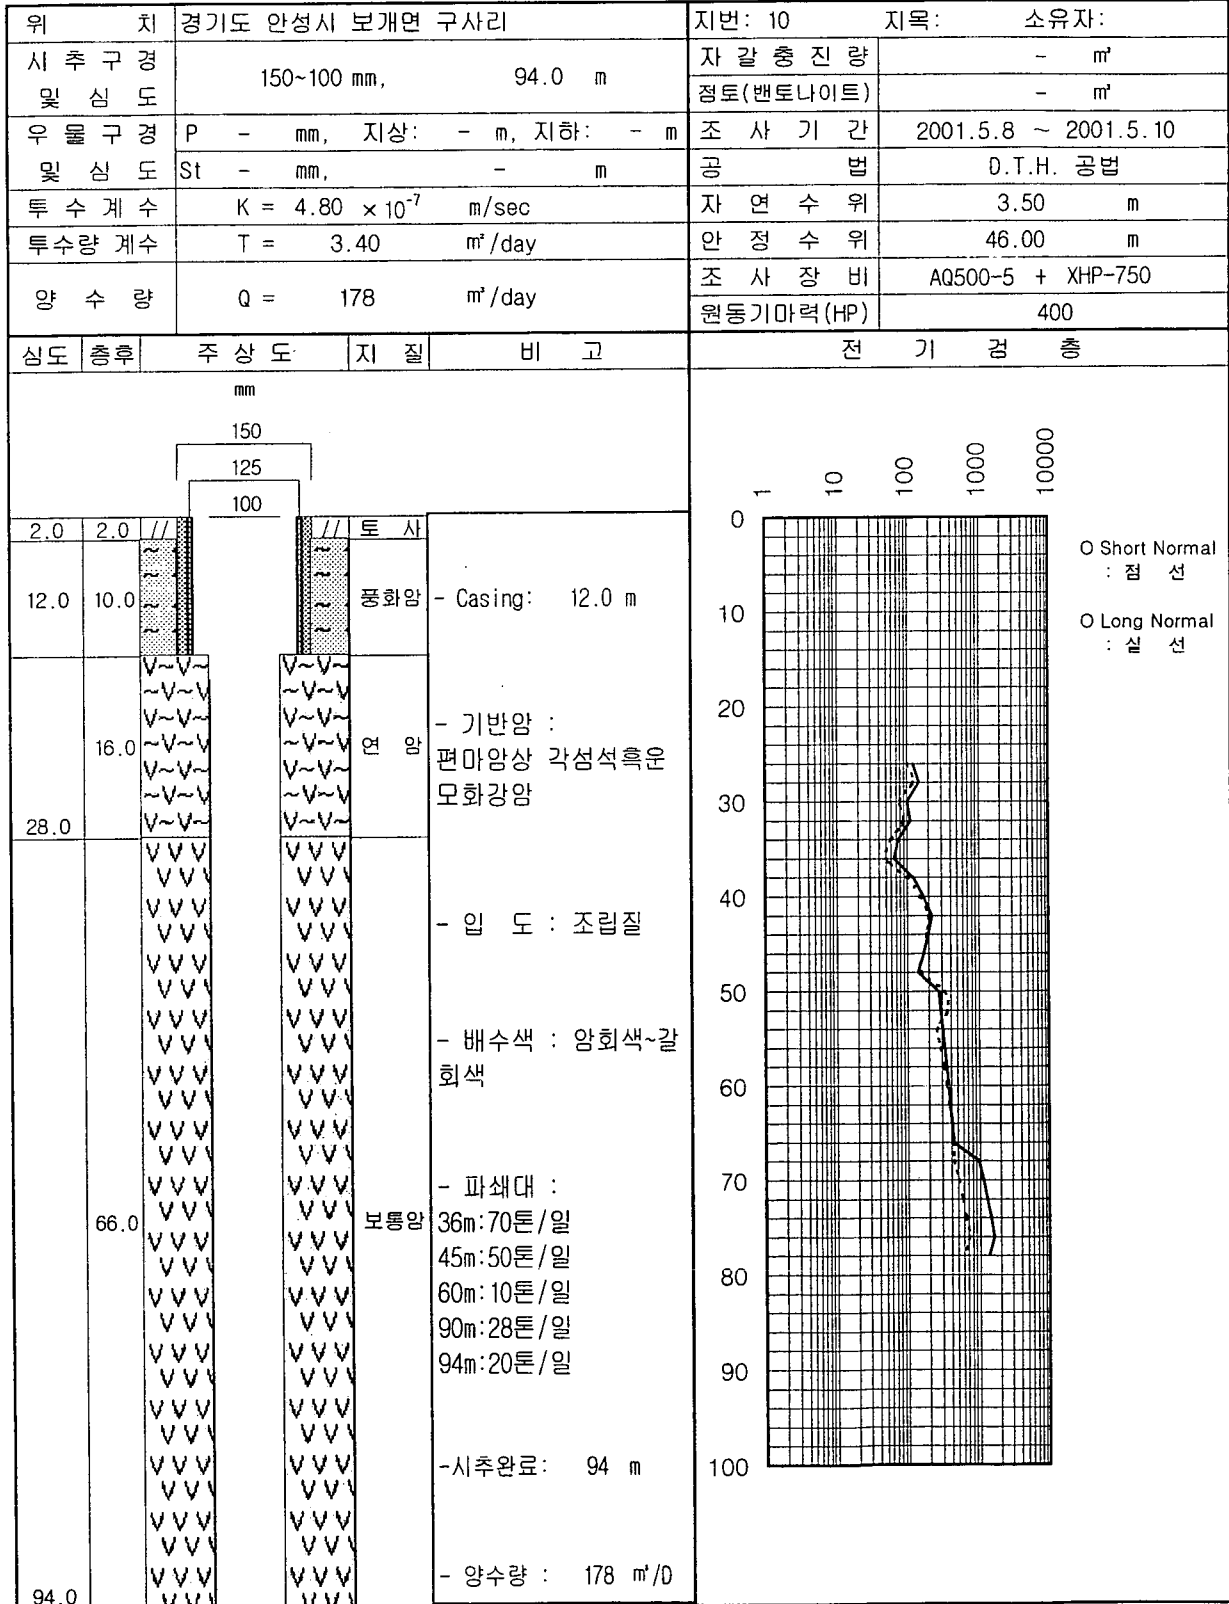 위 치 경기도 안성시 보개면 구사리
지번: 10 지목: 소유자:
시 추 구 경
및 심 도
150~100 mm, 94.0 m
자 갈 충 진 량 - ㎥
점토(밴토나이트) - ㎥
우 물 구 경
및 심 도
P - mm, 지상: - m, 지하: - m
St - mm, - m
조 사 기 간 2001.5.8 ~ 2001.5.10
공 법 D.T.H. 공법
투 수 계 수 K = 4.80 ×10⁻⁷ m/sec
자 연 수 위 3.50 m
투수량 계수 T = 3.40 ㎡/day
안 정 수 위 46.00 m
양 수 량 Q = 178 ㎥/day
조 사 장 비 AQ500-5 + XHP-750
원동기마력(HP) 400
심도 층후 주 상 도 지 질 비 고
전 기 검 층
mm
150
125
100
2.0 2.0 // // 토 사
12.0 10.0 풍화암 - Casing: 12.0 m
16.0 연 암
28.0
- 기반암 :
편마암상 각섬석흑운
모화강암
- 입 도 : 조립질
- 배수색 : 암회색~갈
회색
66.0 보통암
- 파쇄대 :
36m:70톤/일
45m:50톤/일
60m:10톤/일
90m:28톤/일
94m:20톤/일
-시추완료: 94 m
- 양수량 : 178 ㎥/D
94.0
1 10 100 1000 10000
0
10
20
30
40
50
60
70
80
90
100
O Short Normal
: 점 선
O Long Normal
: 실 선